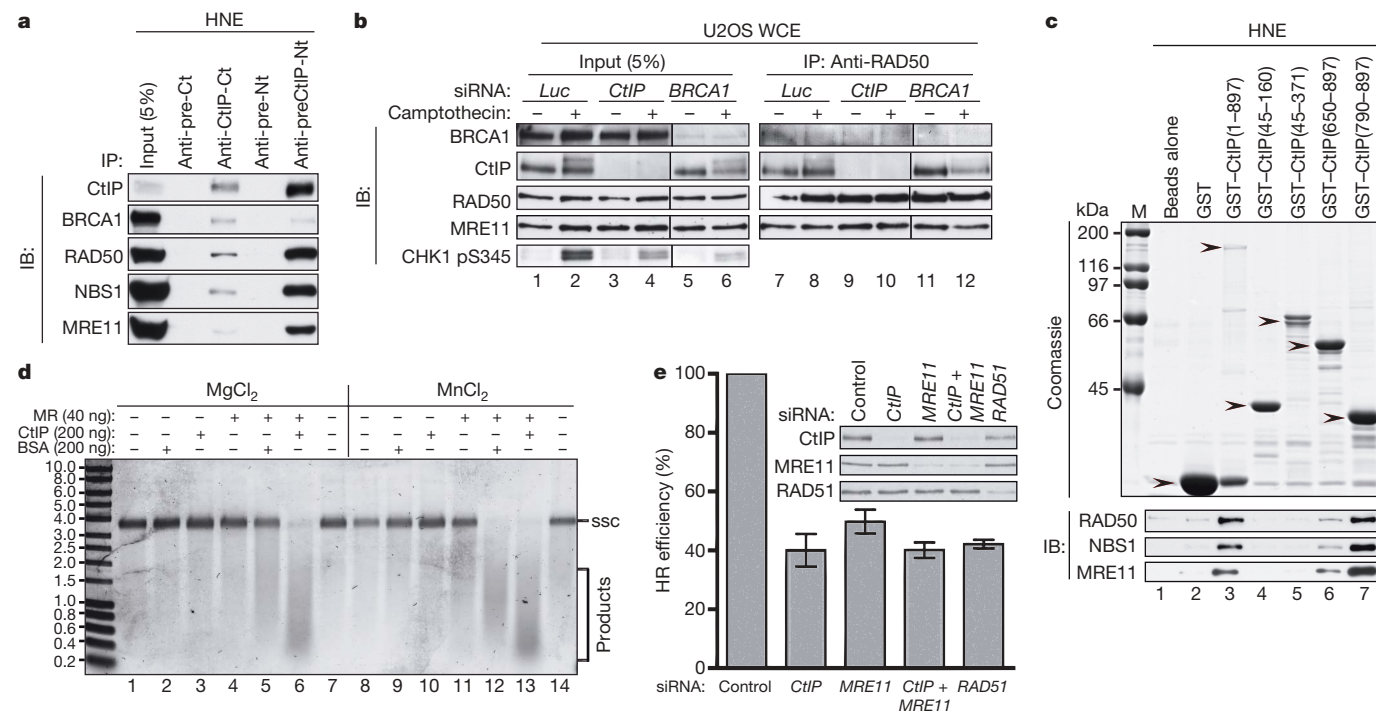 a
HNE
Input (5%)
Anti-pre-Ct
Anti-CtIP-Ct
Anti-pre-Nt
Anti-preCtIP-Nt
IP:
IB:
CtIP
BRCA1
RAD50
NBS1
MRE11
b
U2OS WCE
Input (5%) IP: Anti-RAD50
siRNA: Luc CtIP BRCA1 Luc CtIP BRCA1
Camptothecin: – + – + – + – + – + – +
IB:
BRCA1
CtIP
RAD50
MRE11
CHK1 pS345
1 2 3 4 5 6 7 8 9 10 11 12
c
HNE
kDa M
Beads alone
GST
GST–CtIP(1–897)
GST–CtIP(45–160)
GST–CtIP(45–371)
GST–CtIP(650–897)
GST–CtIP(790–897)
Coomassie
200
116
97
66
45
IB:
RAD50
NBS1
MRE11
1 2 3 4 5 6 7
d
MgCl2 MnCl2
MR (40 ng): – – – + + + – – – – + + + –
CtIP (200 ng): – – + – – + – – – + – – + –
BSA (200 ng): – + – – + – – – + – – + – –
10.0
8.0
6.0
5.0
4.0
3.0
2.5
2.0
1.5
1.0
0.8
0.6
0.4
0.2
ssc
Products
1 2 3 4 5 6 7 8 9 10 11 12 13 14
e
HR efficiency (%)
100
80
60
40
20
0
siRNA:
Control
CtIP
MRE11
CtIP +
MRE11
RAD51
CtIP
MRE11
RAD51
siRNA: Control CtIP MRE11 CtIP + RAD51
MRE11